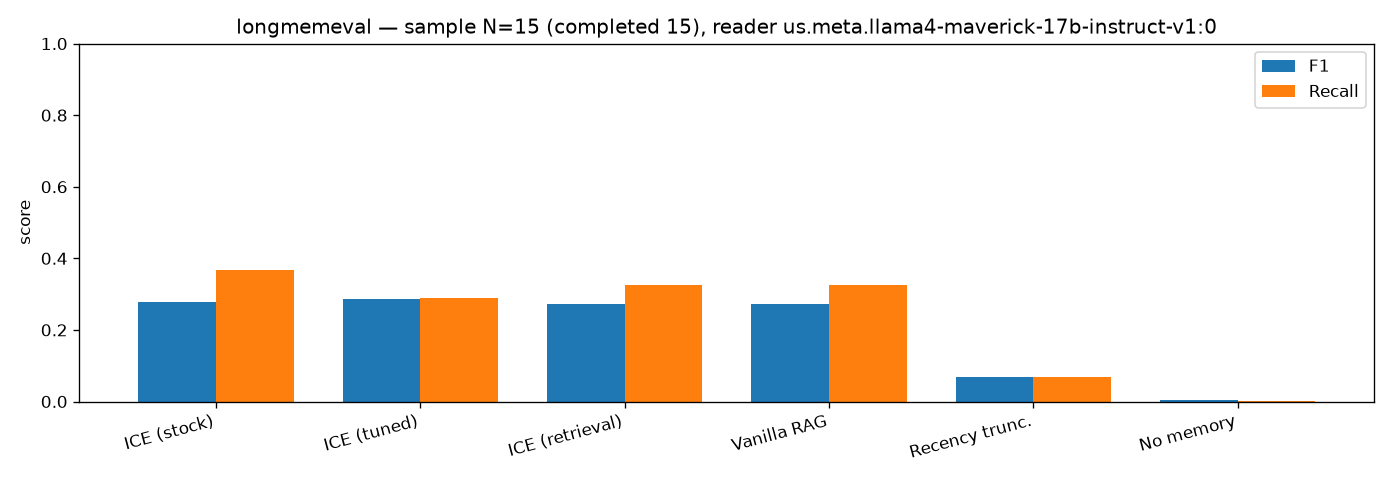 longmemeval — sample N=15 (completed 15), reader us.meta.llama4-maverick-17b-instruct-v1:0
F1
Recall
1.0
0.8
0.6
0.4
0.2
0.0
score
ICE (stock)
ICE (tuned)
ICE (retrieval)
Vanilla RAG
Recency trunc.
No memory